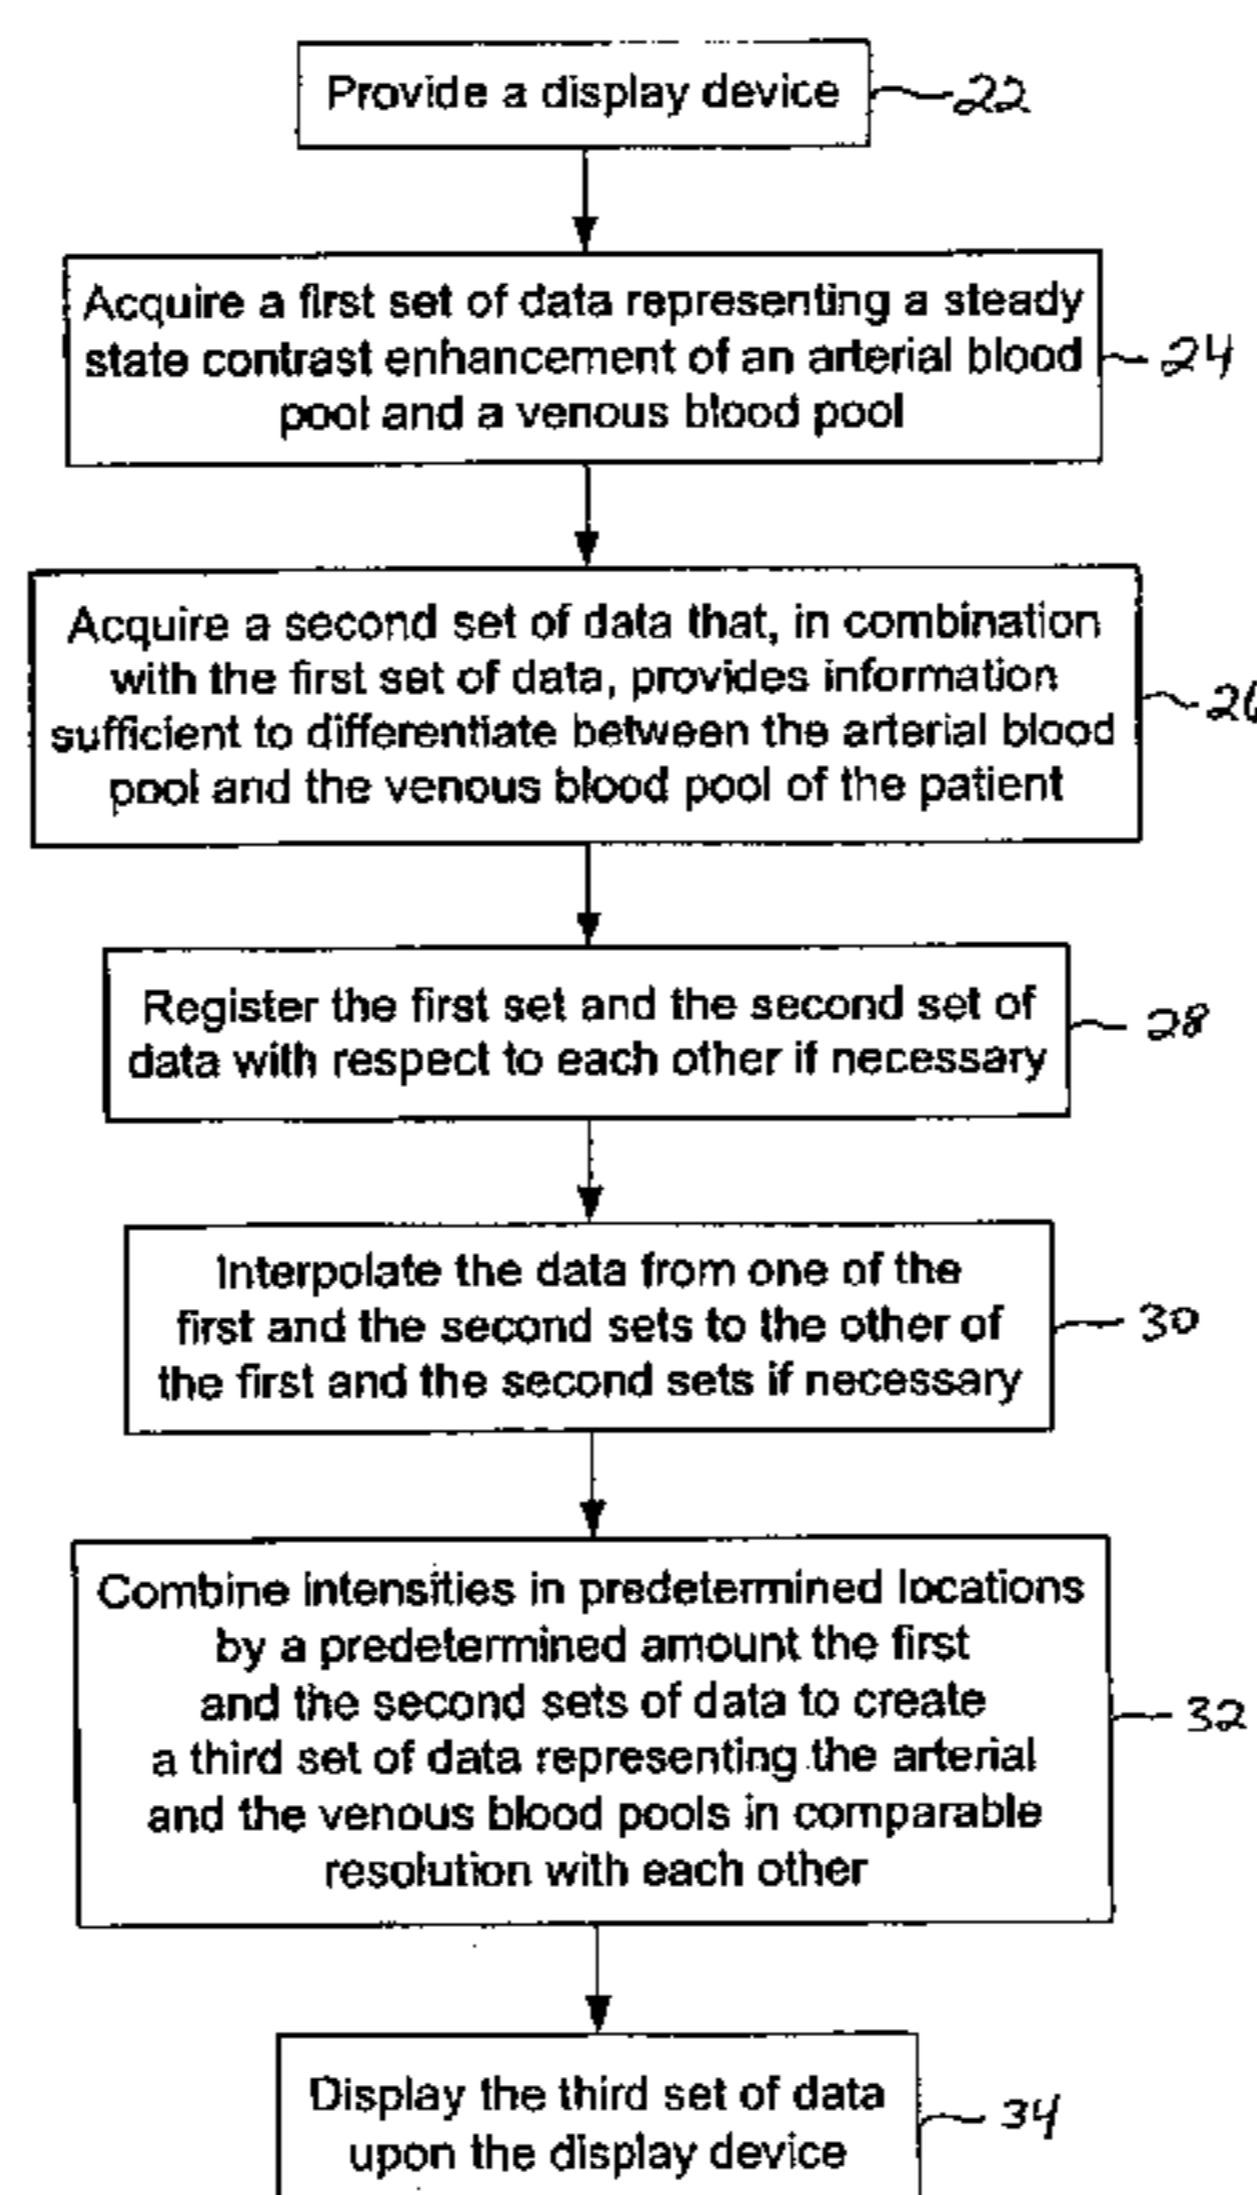 Provide a display device
22
Acquire a first set of data representing a steady
state contrast enhancement of an arterial blood
pool and a venous blood pool
24
Acquire a second set of data that, in combination
with the first set of data, provides information
sufficient to differentiate between the arterial blood
pool and the venous blood pool of the patient
26
Register the first set and the second set of
data with respect to each other if necessary
28
Interpolate the data from one of the
first and the second sets to the other of
the first and the second sets if necessary
30
Combine intensities in predetermined locations
by a predetermined amount the first
and the second sets of data to create
a third set of data representing the arterial
and the venous blood pools in comparable
resolution with each other
32
Display the third set of data
upon the display device
34